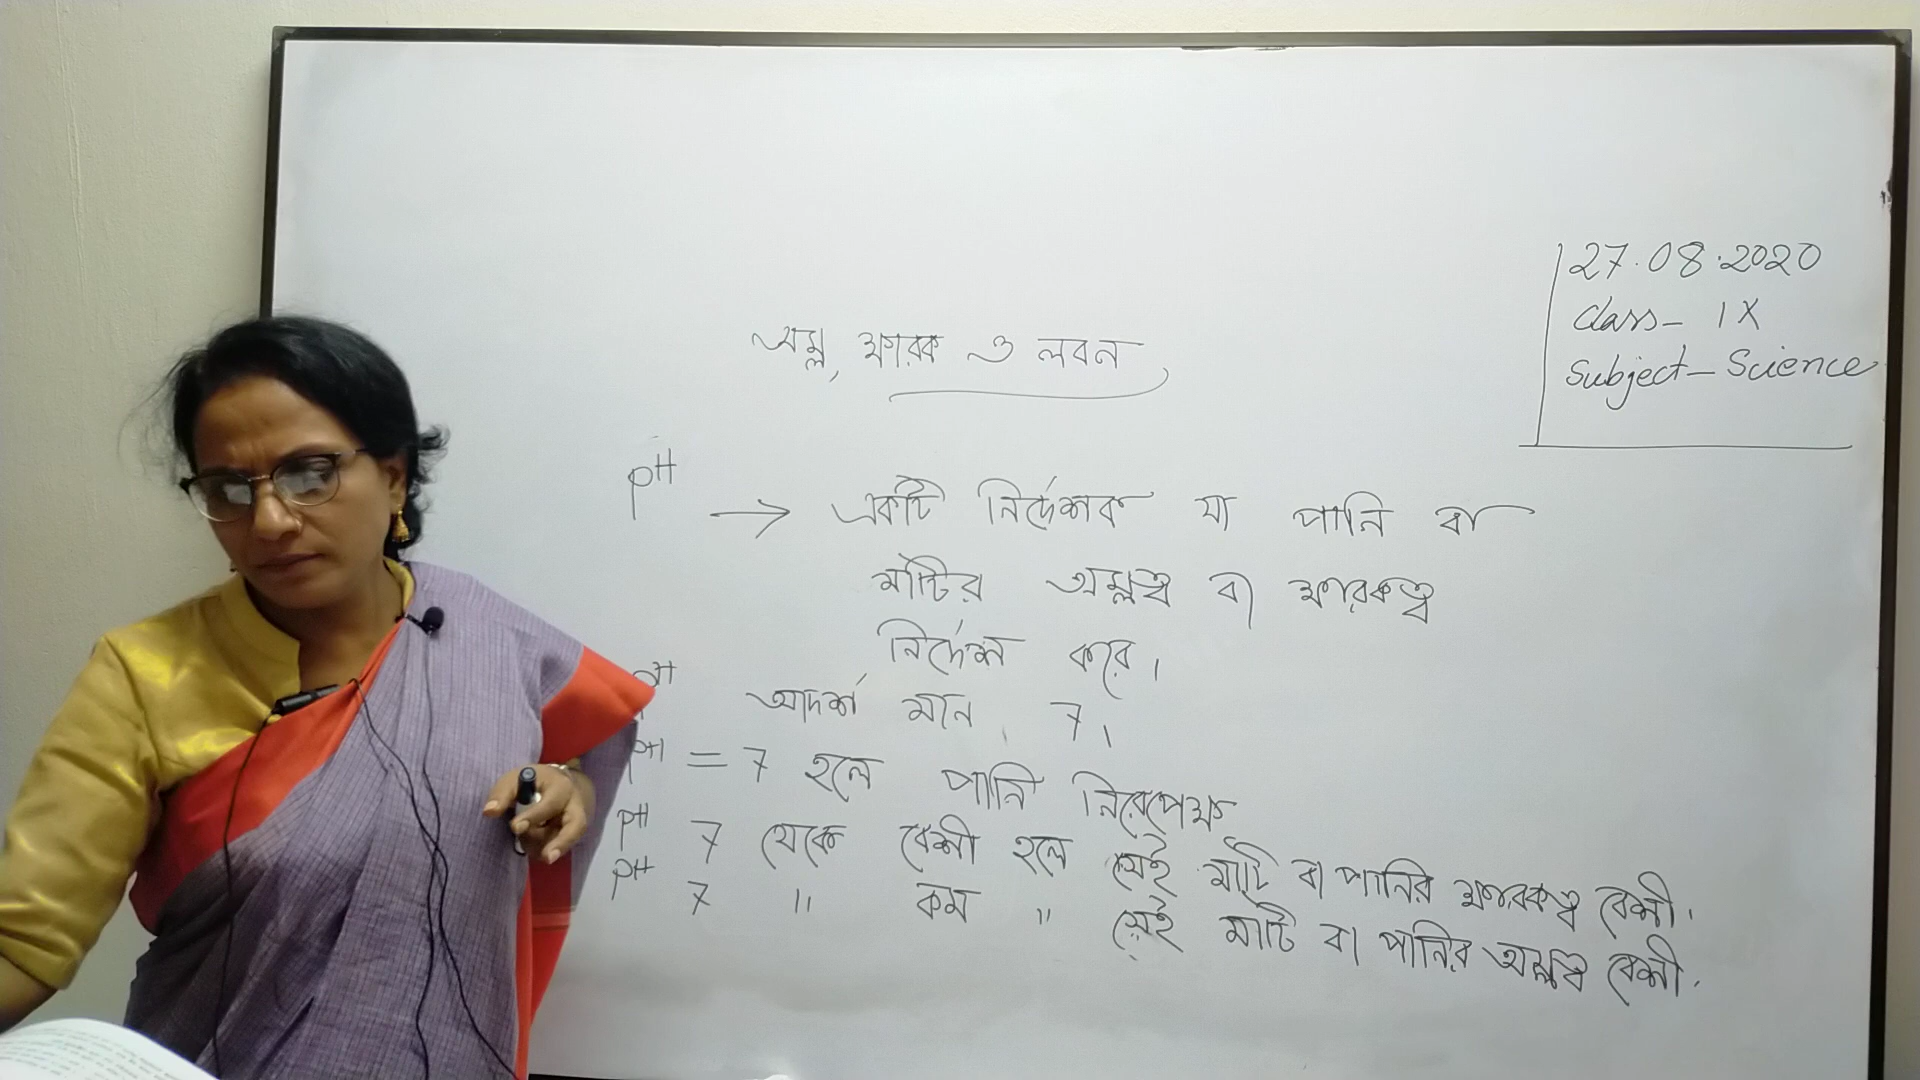 27.08.2020
Class - IX
Subject - Science
অম্ল, ক্ষারক ও লবন
pH → একটি নির্দেশক যা পানি বা
মাটির অম্লত্ব বা ক্ষারকত্ব
নির্দেশ করে।
pH আদর্শ মান 7।
pH = 7 হলে পানি নিরপেক্ষ
pH 7 থেকে বেশী হলে সেই মাটি বা পানির ক্ষারকত্ব বেশী।
pH 7 " কম " সেই মাটি বা পানির অম্লত্ব বেশী।